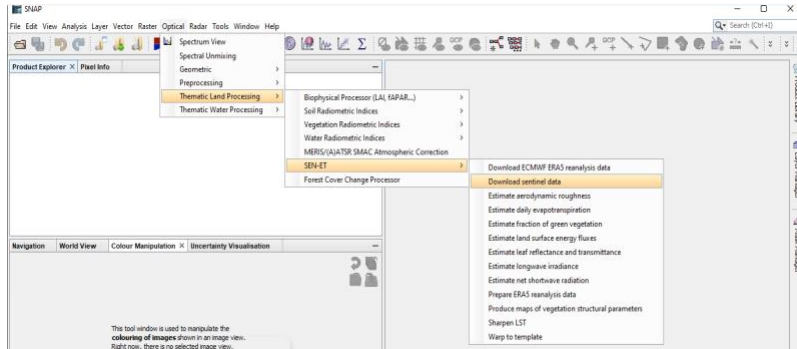 SNAP
File Edit View Analysis Layer Vector Raster Optical Radar Tools Window Help
Search (Ctrl+I)
Spectrum View
Spectral Unmixing
Geometric
Preprocessing
Thematic Land Processing
Thematic Water Processing
Product Explorer X Pixel Info
Biophysical Processor (LAI, fAPAR...)
Soil Radiometric Indices
Vegetation Radiometric Indices
Water Radiometric Indices
MERIS/(A)ATSR SMAC Atmospheric Correction
SEN-ET
Forest Cover Change Processor
Download ECMWF ERA5 reanalysis data
Download sentinel data
Estimate aerodynamic roughness
Estimate daily evapotranspiration
Estimate fraction of green vegetation
Estimate land surface energy fluxes
Estimate leaf reflectance and transmittance
Estimate longwave irradiance
Estimate net shortwave radiation
Prepare ERA5 reanalysis data
Produce maps of vegetation structural parameters
Sharpen LST
Warp to template
Navigation World View Colour Manipulation X Uncertainty Visualisation
This tool window is used to manipulate the
colouring of images shown in an image view.
Right now, there is no selected image view.